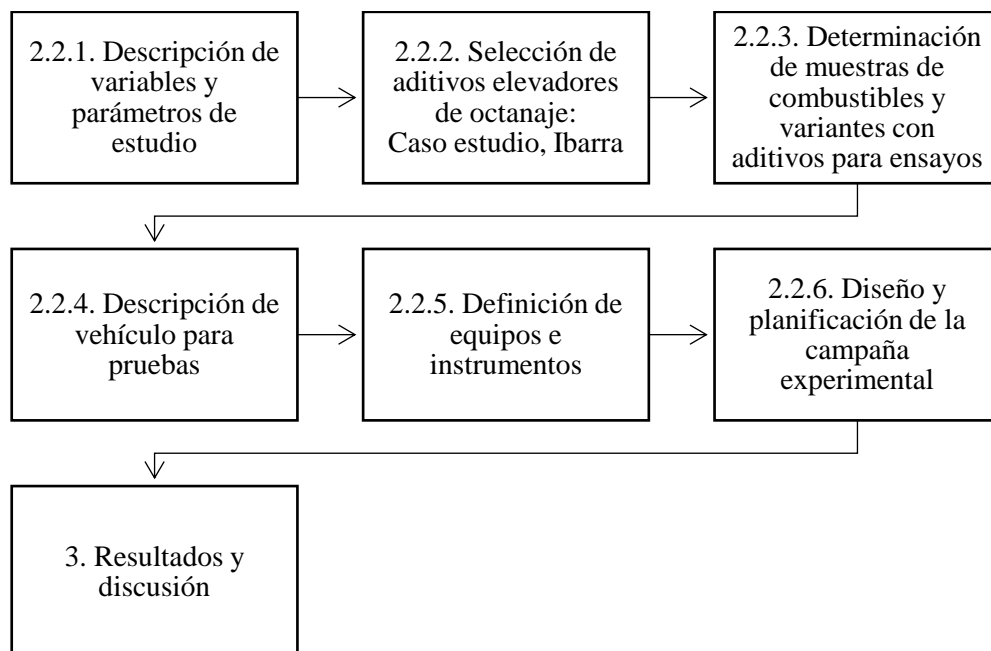 2.2.1. Descripción de
variables y
parámetros de
estudio
2.2.2. Selección de
aditivos elevadores
de octanaje:
Caso estudio, Ibarra
2.2.3. Determinación
de muestras de
combustibles y
variantes con
aditivos para ensayos
2.2.4. Descripción de
vehículo para
pruebas
2.2.5. Definición de
equipos e
instrumentos
2.2.6. Diseño y
planificación de la
campaña
experimental
3. Resultados y
discusión